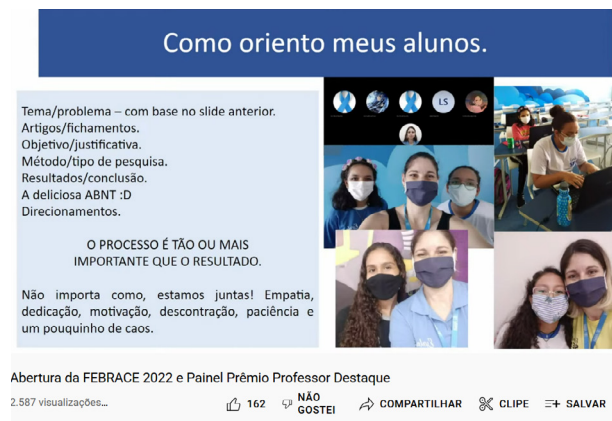 Como oriento meus alunos.
Tema/problema – com base no slide anterior.
Artigos/fichamentos.
Objetivo/justificativa.
Método/tipo de pesquisa.
Resultados/conclusão.
A deliciosa ABNT :D
Direcionamentos.
O PROCESSO É TÃO OU MAIS
IMPORTANTE QUE O RESULTADO.
Não importa como, estamos juntas! Empatia,
dedicação, motivação, descontração, paciência e
um pouquinho de caos.
LS
Abertura da FEBRACE 2022 e Painel Prêmio Professor Destaque
2.587 visualizações...
162
NÃO
GOSTEI
COMPARTILHAR
CLIPE
SALVAR